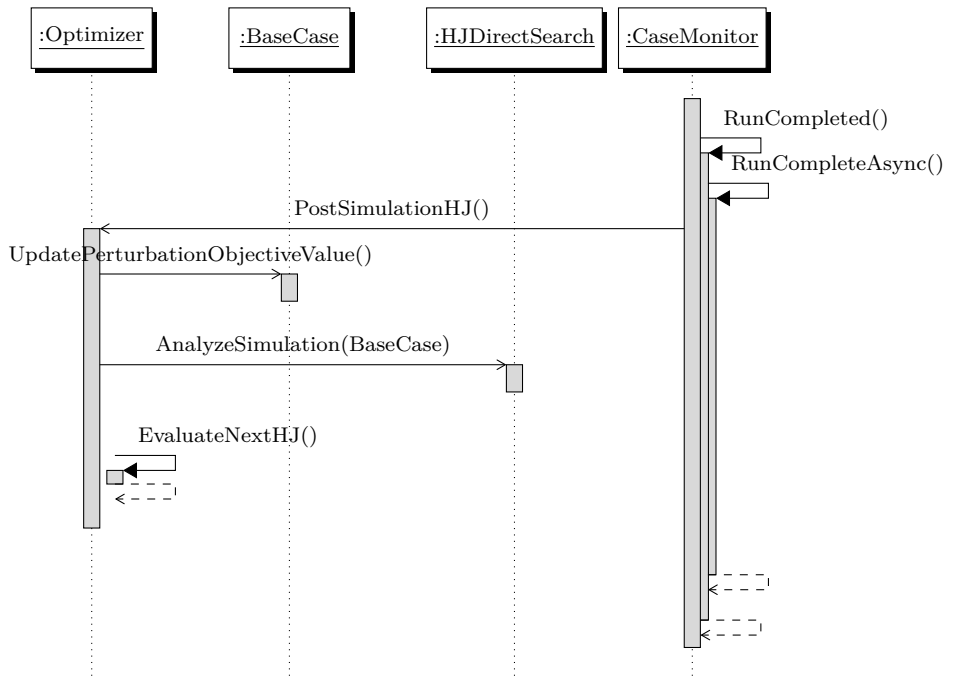 :Optimizer
:BaseCase
:HJDirectSearch
:CaseMonitor
RunCompleted()
RunCompleteAsync()
PostSimulationHJ()
UpdatePerturbationObjectiveValue()
AnalyzeSimulation(BaseCase)
EvaluateNextHJ()